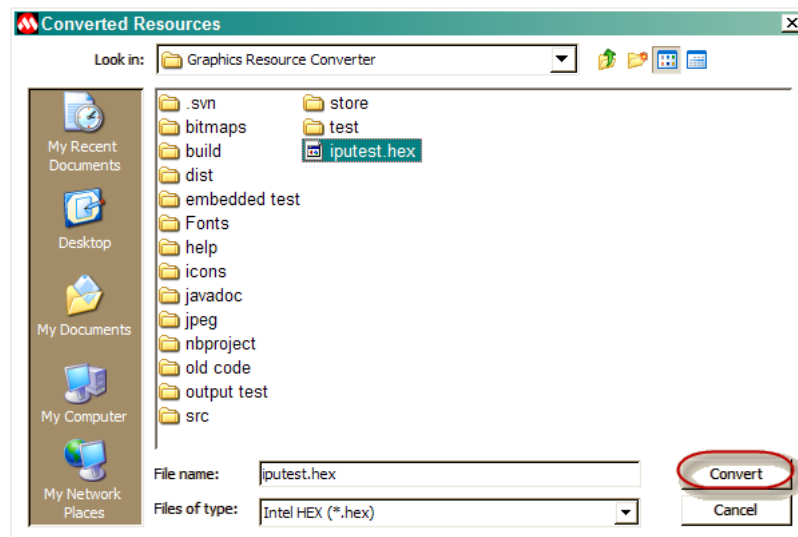 Converted Resources
Look in:
Graphics Resource Converter
My Recent
Documents
Desktop
My Documents
My Computer
My Network
Places
.svn
bitmaps
build
dist
embedded test
Fonts
help
icons
javadoc
jpeg
nbproject
old code
output test
src
store
test
iputest.hex
File name:
iputest.hex
Convert
Files of type:
Intel HEX (*.hex)
Cancel